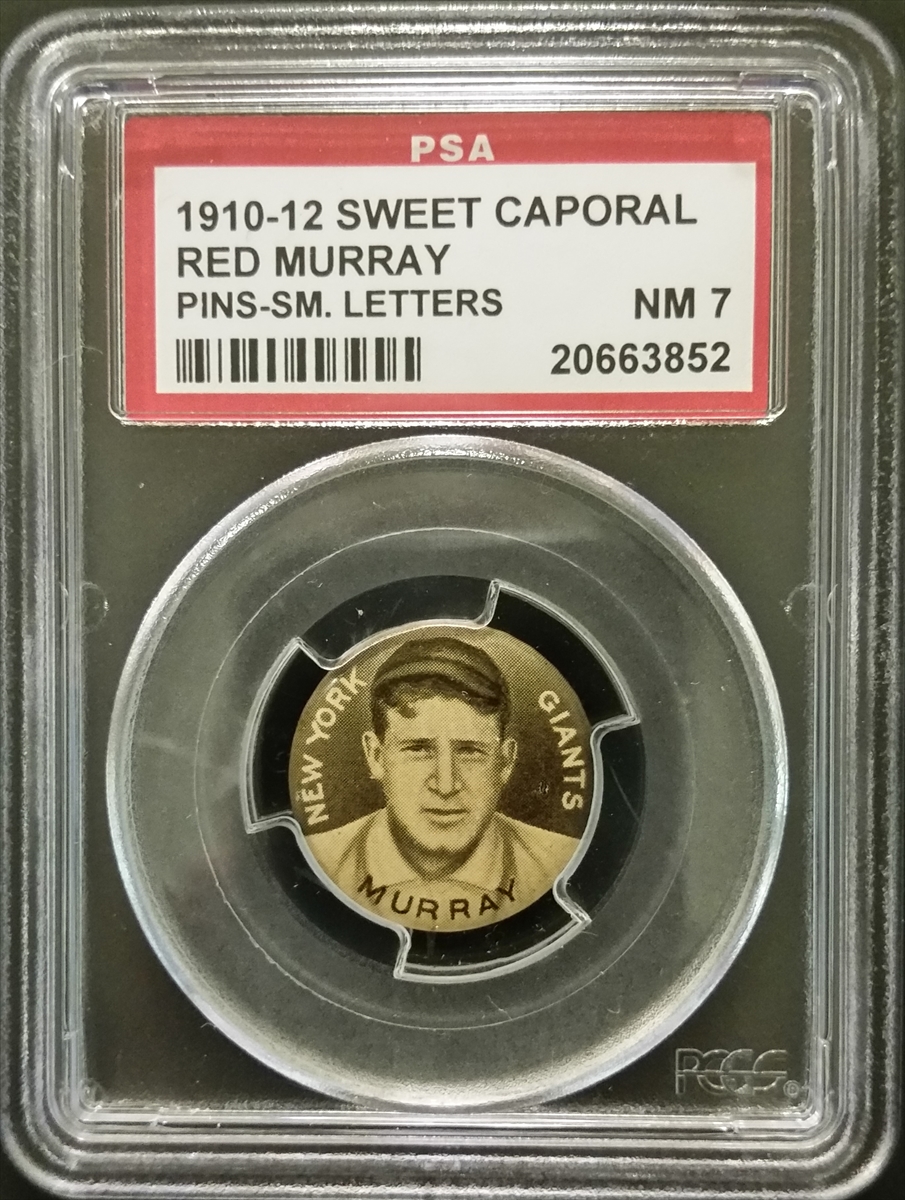 PSA
1910-12 SWEET CAPORAL
RED MURRAY
PINS-SM. LETTERS NM 7
20663852
NEW YORK
GIANTS
MURRAY
PCGS